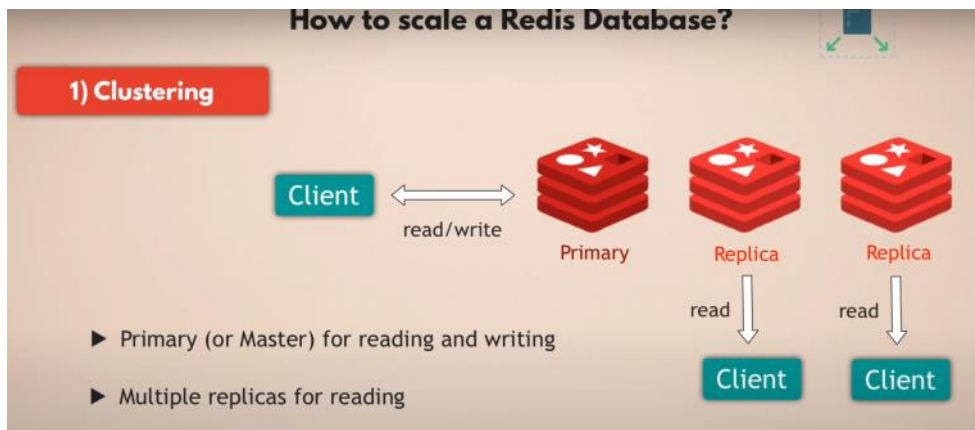 How to scale a Redis Database?
1) Clustering
Client
read/write
Primary
Replica
Replica
read
read
▶ Primary (or Master) for reading and writing
Client
Client
▶ Multiple replicas for reading